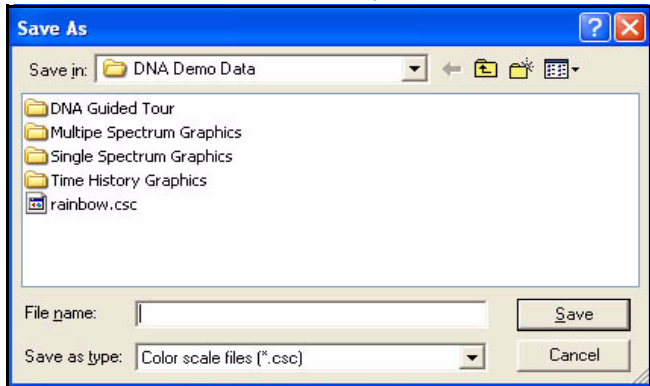 Save As
Save in: DNA Demo Data
DNA Guided Tour
Multipe Spectrum Graphics
Single Spectrum Graphics
Time History Graphics
rainbow.csc
File name: Save
Save as type: Color scale files (*.csc) Cancel